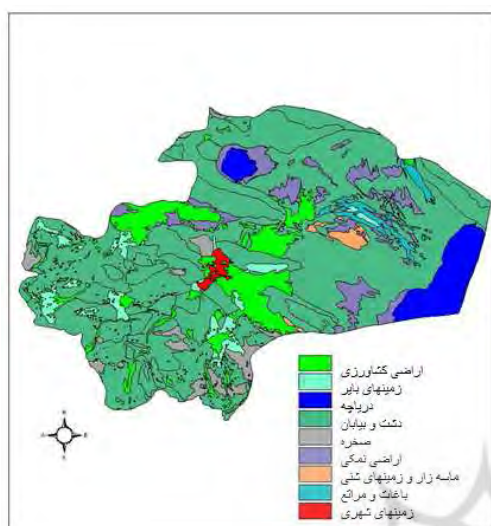 اراضی کشاورزی
زمینهای بایر
دریاچه
دشت و بیابان
صخره
اراضی نمکی
ماسه زار و زمینهای شنی
باغات و مراتع
زمینهای شهری